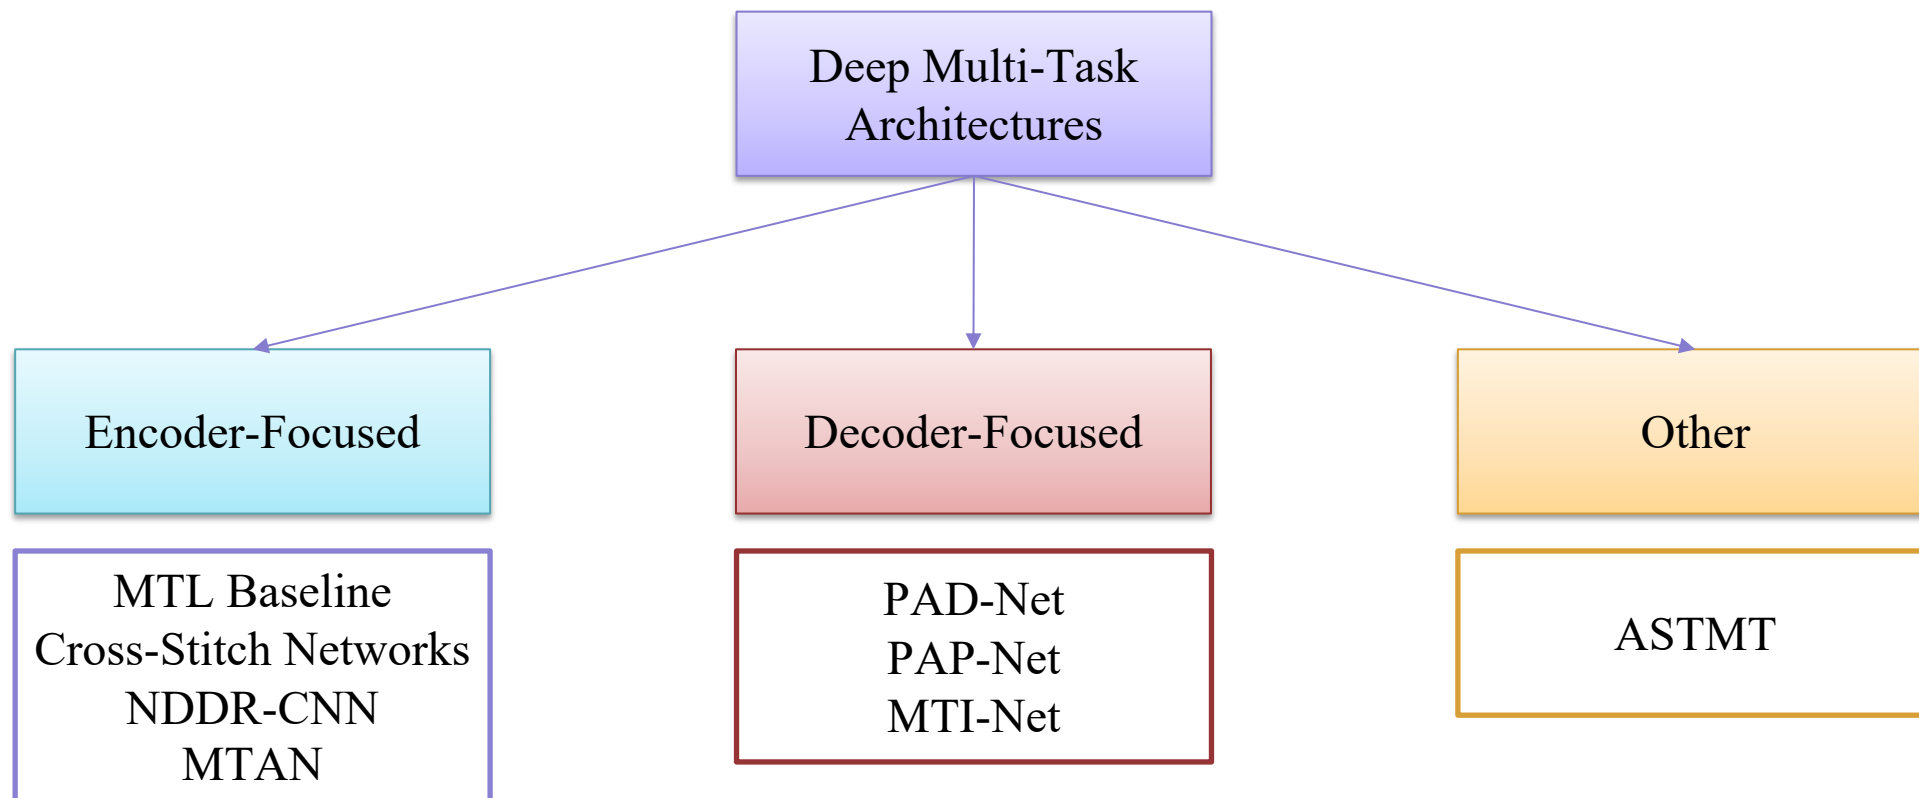 Deep Multi-Task
Architectures
Encoder-Focused
Decoder-Focused
Other
MTL Baseline
Cross-Stitch Networks
NDDR-CNN
MTAN
PAD-Net
PAP-Net
MTI-Net
ASTMT